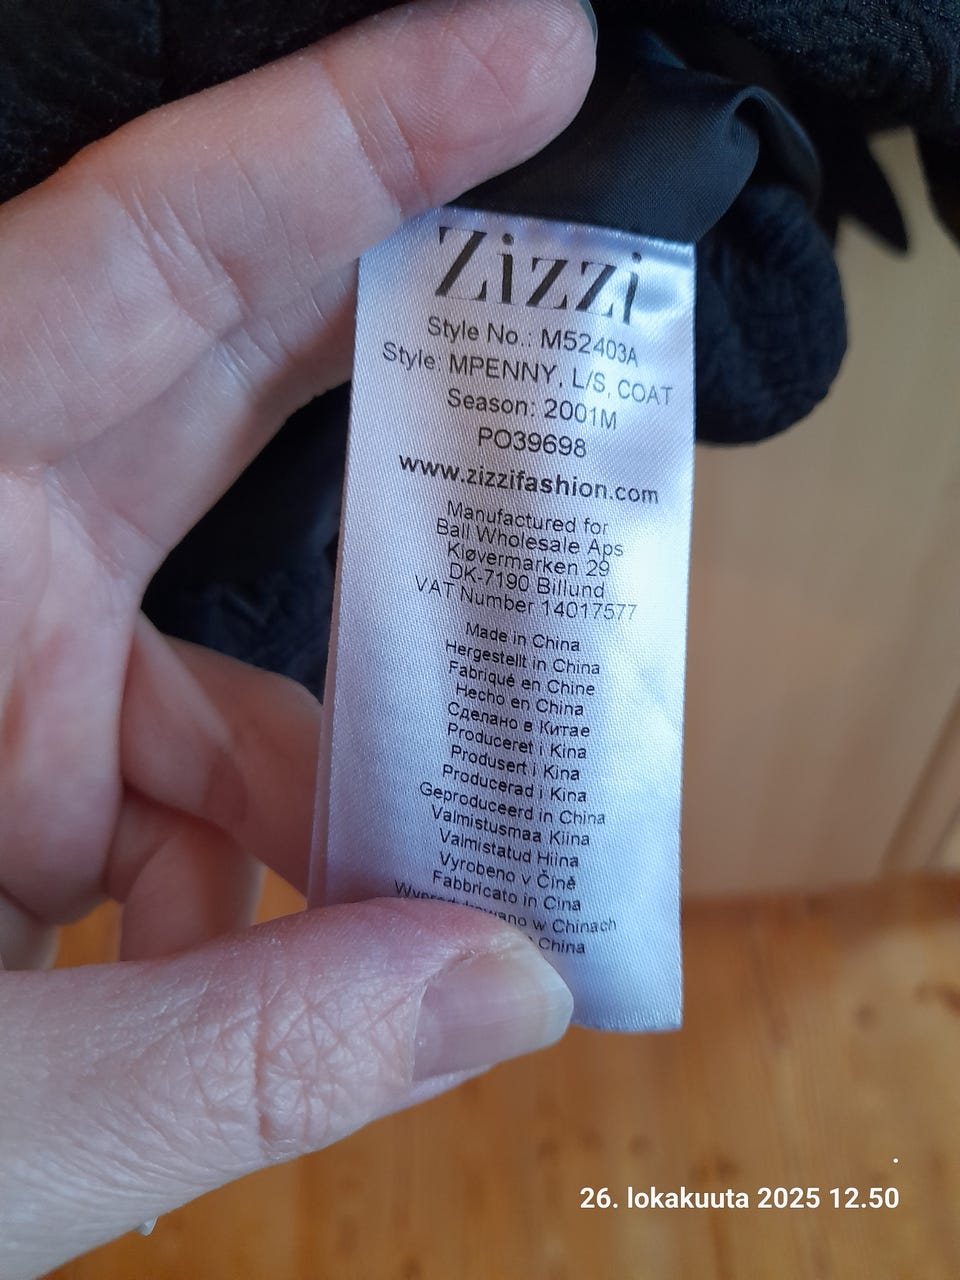 Zizzi
Style No.: M52403A
Style: MPENNY, L/S, COAT
Season: 2001M
PO39698
www.zizzifashion.com
Manufactured for
Ball Wholesale Aps
Kløvermarken 29
DK-7190 Billund
VAT Number 14017577
Made in China
Hergestellt in China
Fabriqué en Chine
Hecho en China
Сделано в Китае
Produceret i Kina
Produsert i Kina
Producerad i Kina
Geproduceerd in China
Valmistusmaa Kiina
Valmistatud Hiina
Vyrobeno v Číně
Fabbricato in Cina
w Chinach
China
26. lokakuuta 2025 12.50